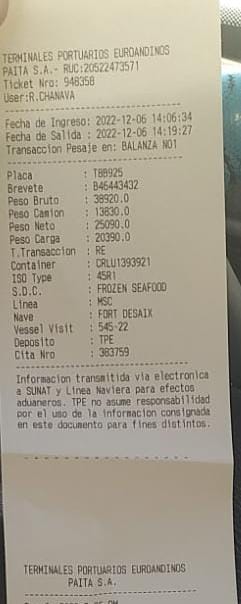 TERMINALES PORTUARIOS EUROANDINOS
PAITA S.A.- RUC:20522473571
Ticket Nro: 948358
User:R.CHANAVA
Fecha de Ingreso: 2022-12-06 14:06:34
Fecha de Salida : 2022-12-06 14:19:27
Transaccion Pesaje en: BALANZA NO1
Placa : T8B925
Brevete : B46443432
Peso Bruto : 38920.0
Peso Camion : 13830.0
Peso Neto : 25090.0
Peso Carga : 20390.0
T.Transaccion : RE
Container : CRLU1393921
ISO Type : 45R1
S.D.C. : FROZEN SEAFOOD
Linea : MSC
Nave : FORT DESAIX
Vessel Visit : 545-22
Deposito : TPE
Cita Nro : 383759
Informacion transmitida via electronica
a SUNAT y Linea Naviera para efectos
aduaneros. TPE no asume responsabilidad
por el uso de la informacion consignada
en este documento para fines distintos.
TERMINALES PORTUARIOS EUROANDINOS
PAITA S.A.